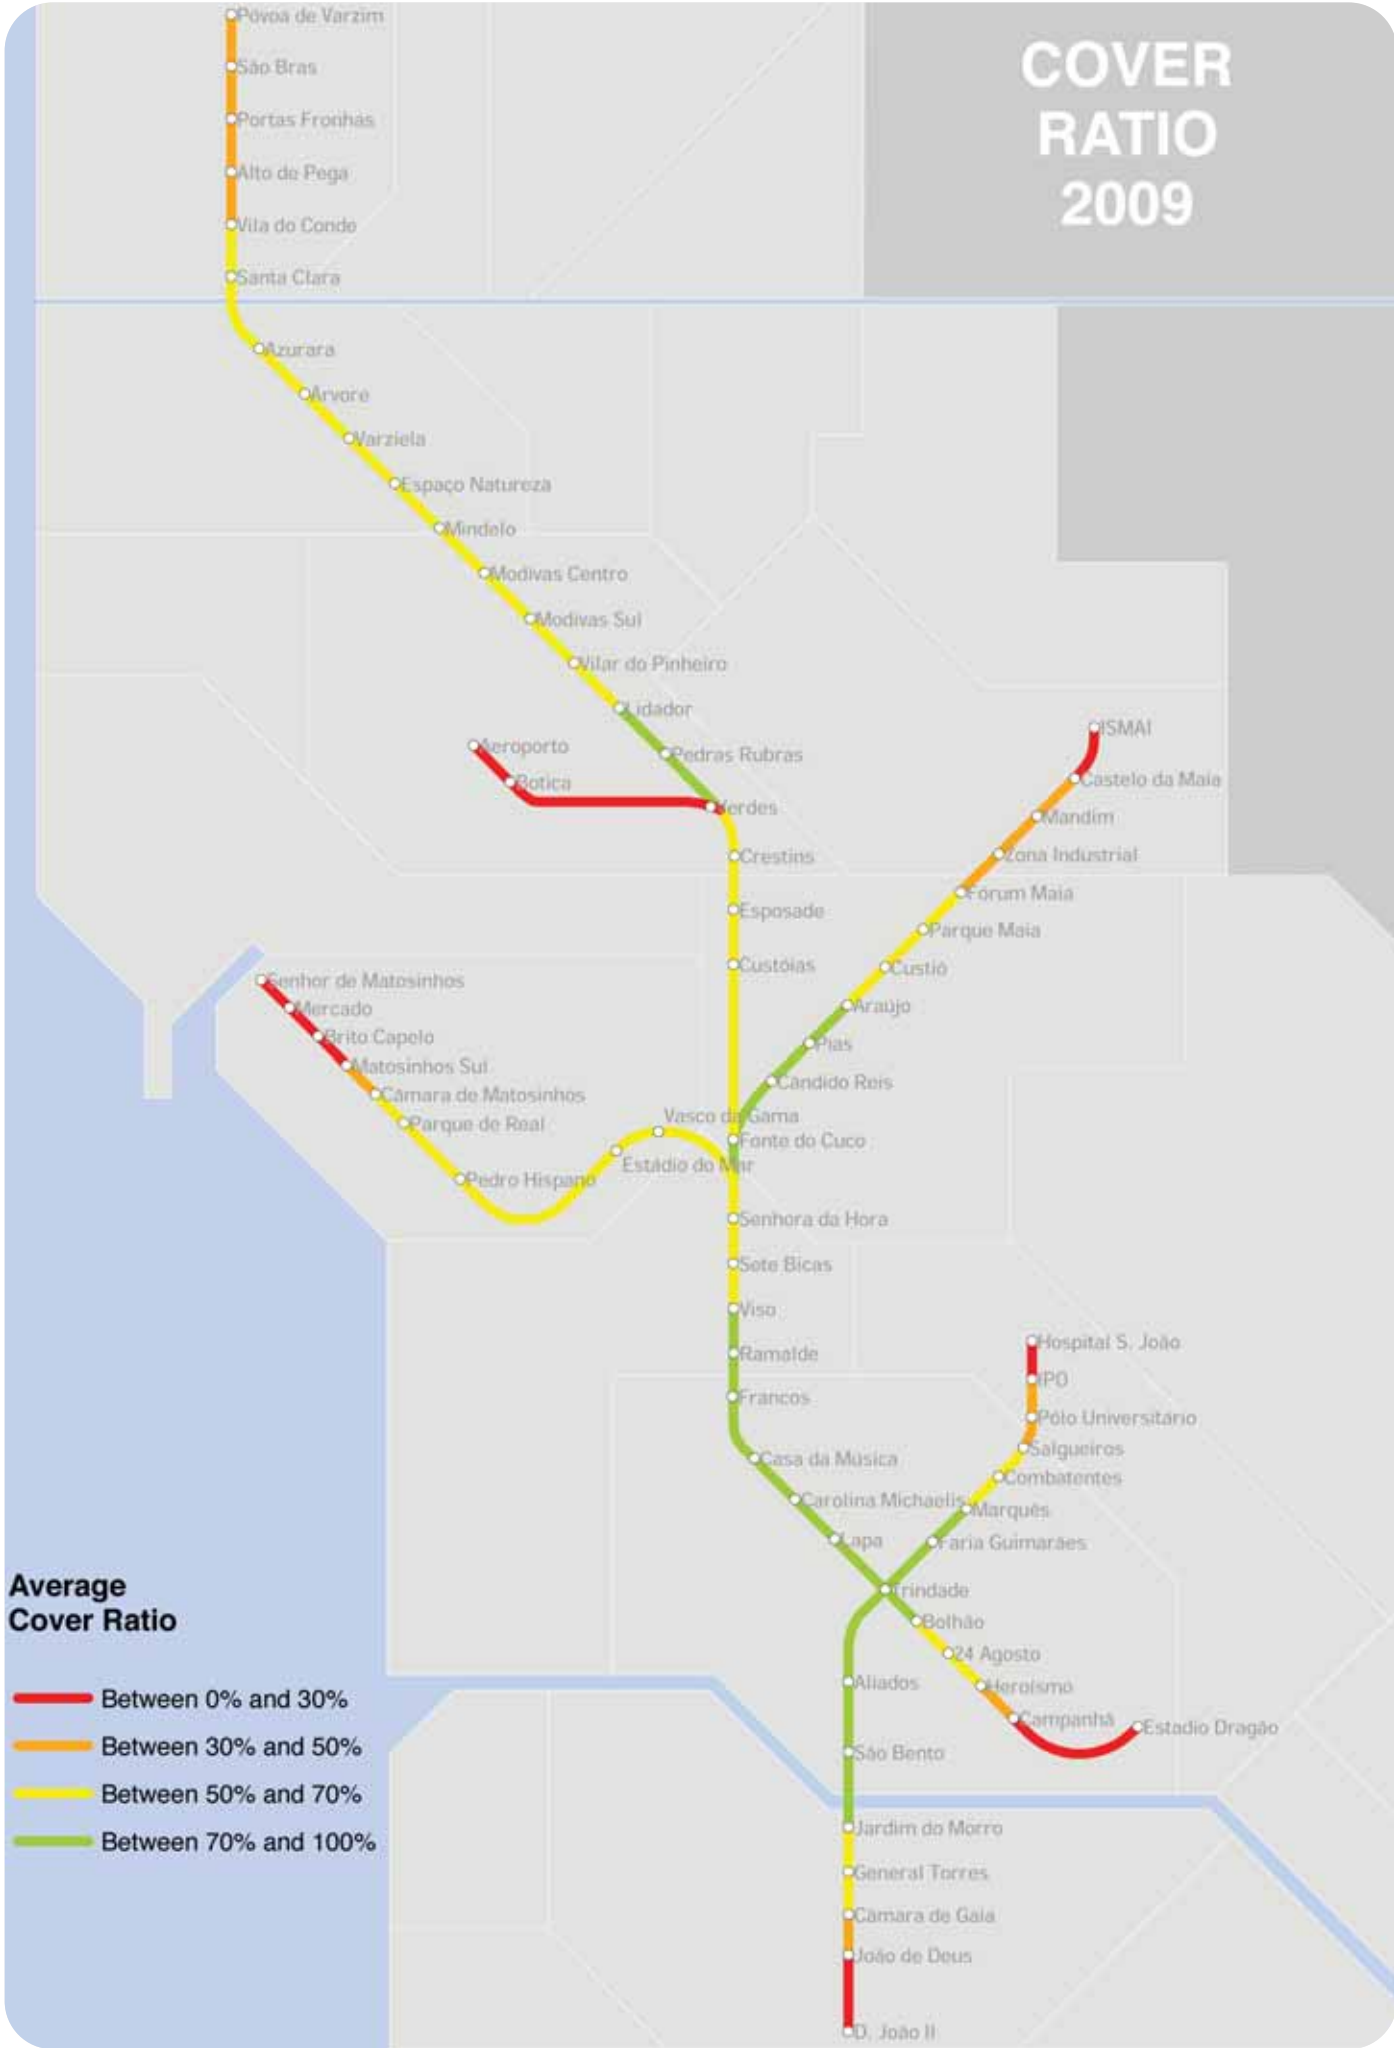 Póvoa de Varzim
COVER
RATIO
2009
São Bras
Portas Fronhas
Alto de Pega
Vila do Conde
Santa Clara
Azurara
Árvore
Varziela
Espaço Natureza
Mindelo
Modivas Centro
Modivas Sul
Vilar do Pinheiro
Lidador
ISMAI
Aeroporto
Pedras Rubras
Botica
Castelo da Maia
Verdes
Mandim
Crestins
Zona Industrial
Fórum Maia
Esposade
Parque Maia
Custóias
Custió
Senhor de Matosinhos
Mercado
Araújo
Brito Capelo
Pias
Matosinhos Sul
Cândido Reis
Câmara de Matosinhos
Vasco da Gama
Parque de Real
Fonte do Cuco
Estádio do Mar
Pedro Hispano
Senhora da Hora
Sete Bicas
Viso
Hospital S. João
Ramalde
IPO
Francos
Pólo Universitário
Salgueiros
Casa da Música
Combatentes
Carolina Michaelis
Marquês
Lapa
Faria Guimarães
Trindade
Bolhão
24 Agosto
Aliados
Heroísmo
Campanhã
Estadio Dragão
São Bento
Jardim do Morro
General Torres
Câmara de Gaia
João de Deus
D. João II
Average
Cover Ratio
Between 0% and 30%
Between 30% and 50%
Between 50% and 70%
Between 70% and 100%